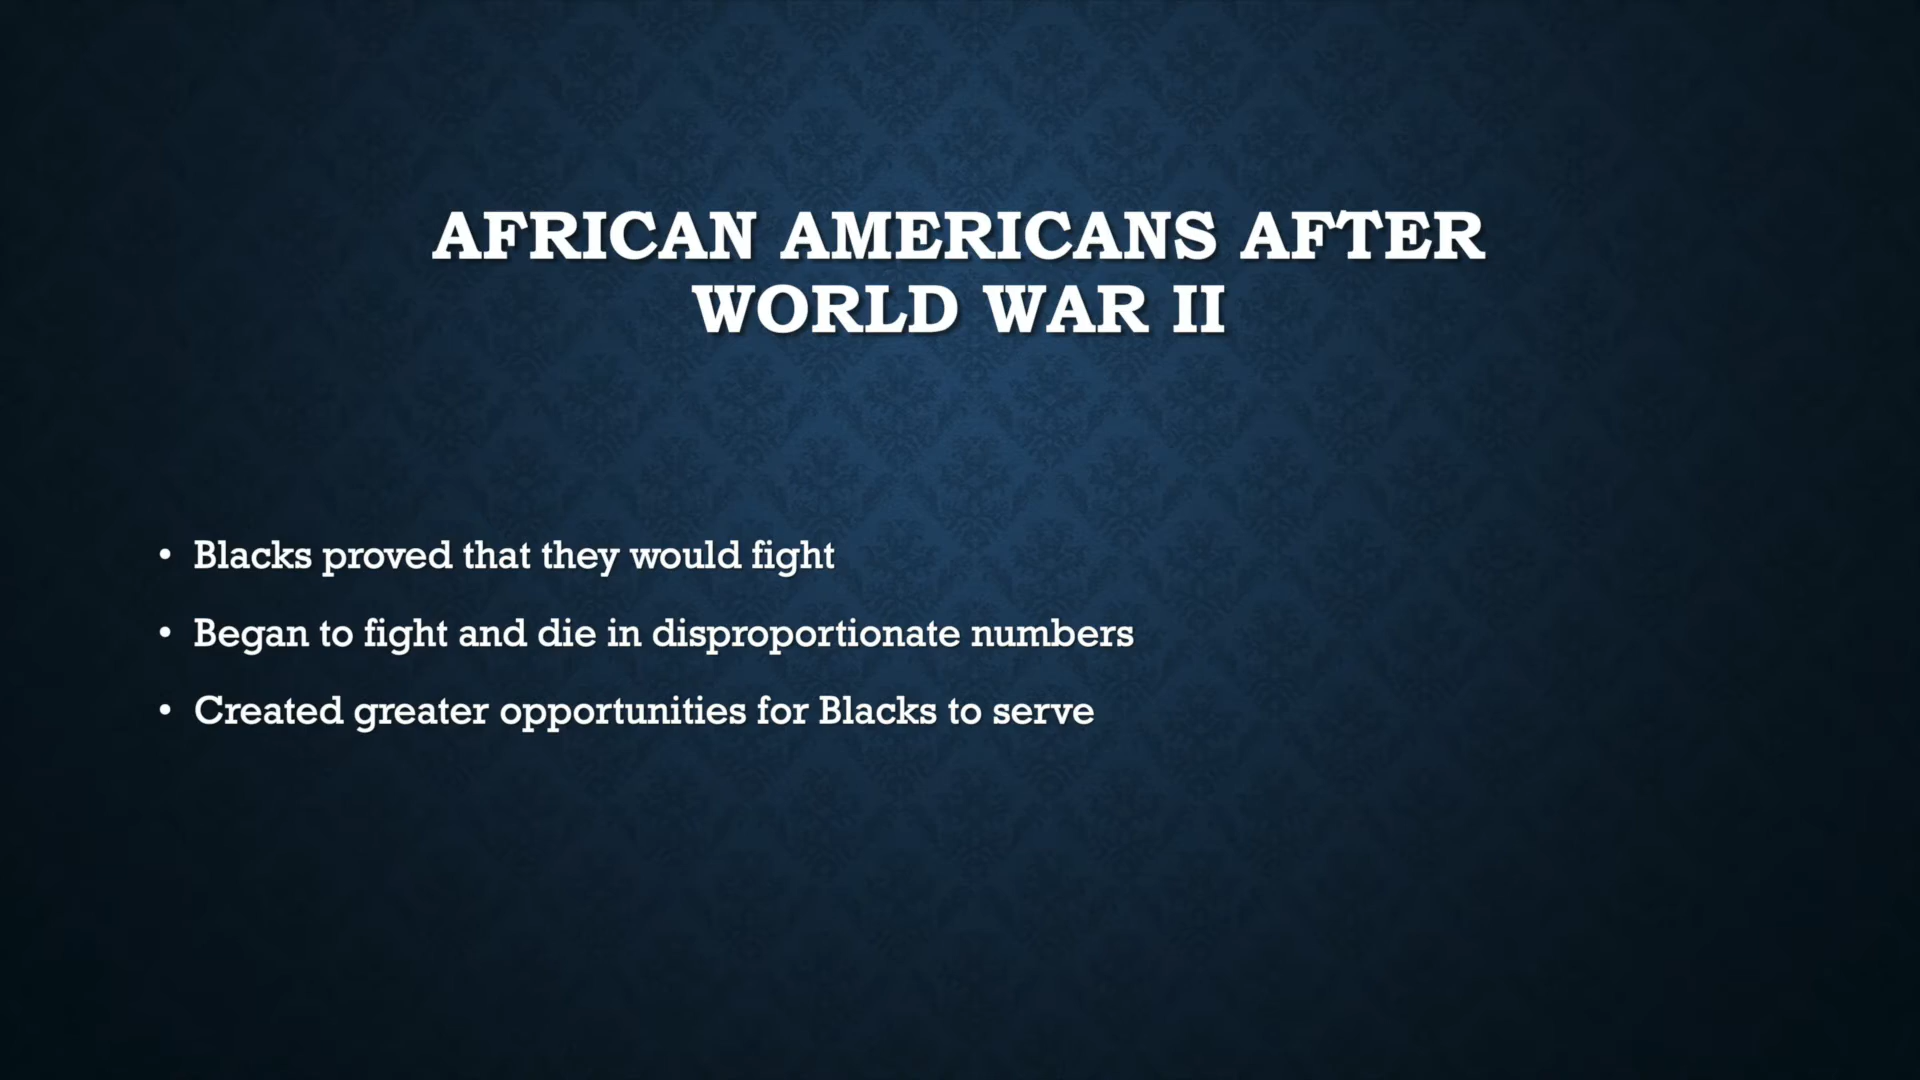 AFRICAN AMERICANS AFTER
WORLD WAR II
• Blacks proved that they would fight
• Began to fight and die in disproportionate numbers
• Created greater opportunities for Blacks to serve